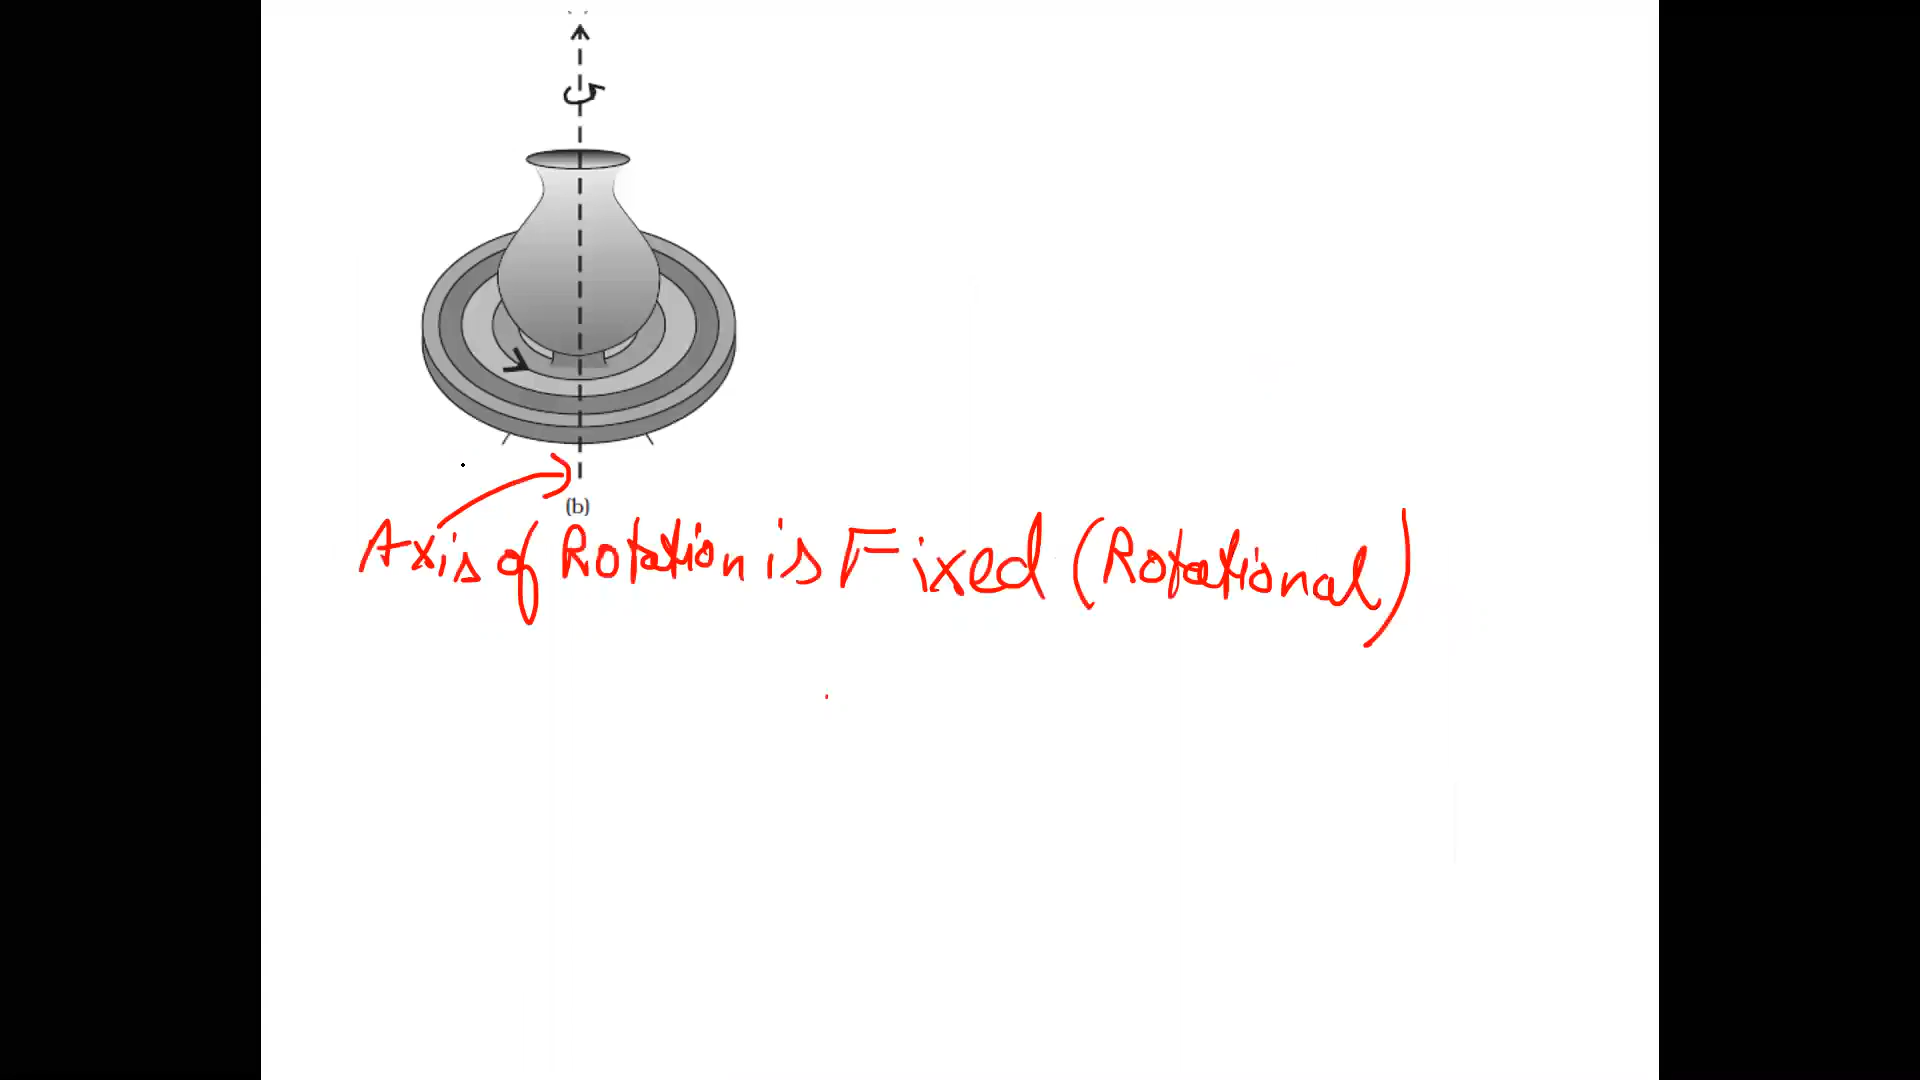 (b)
Axis of Rotation is Fixed (Rotational)